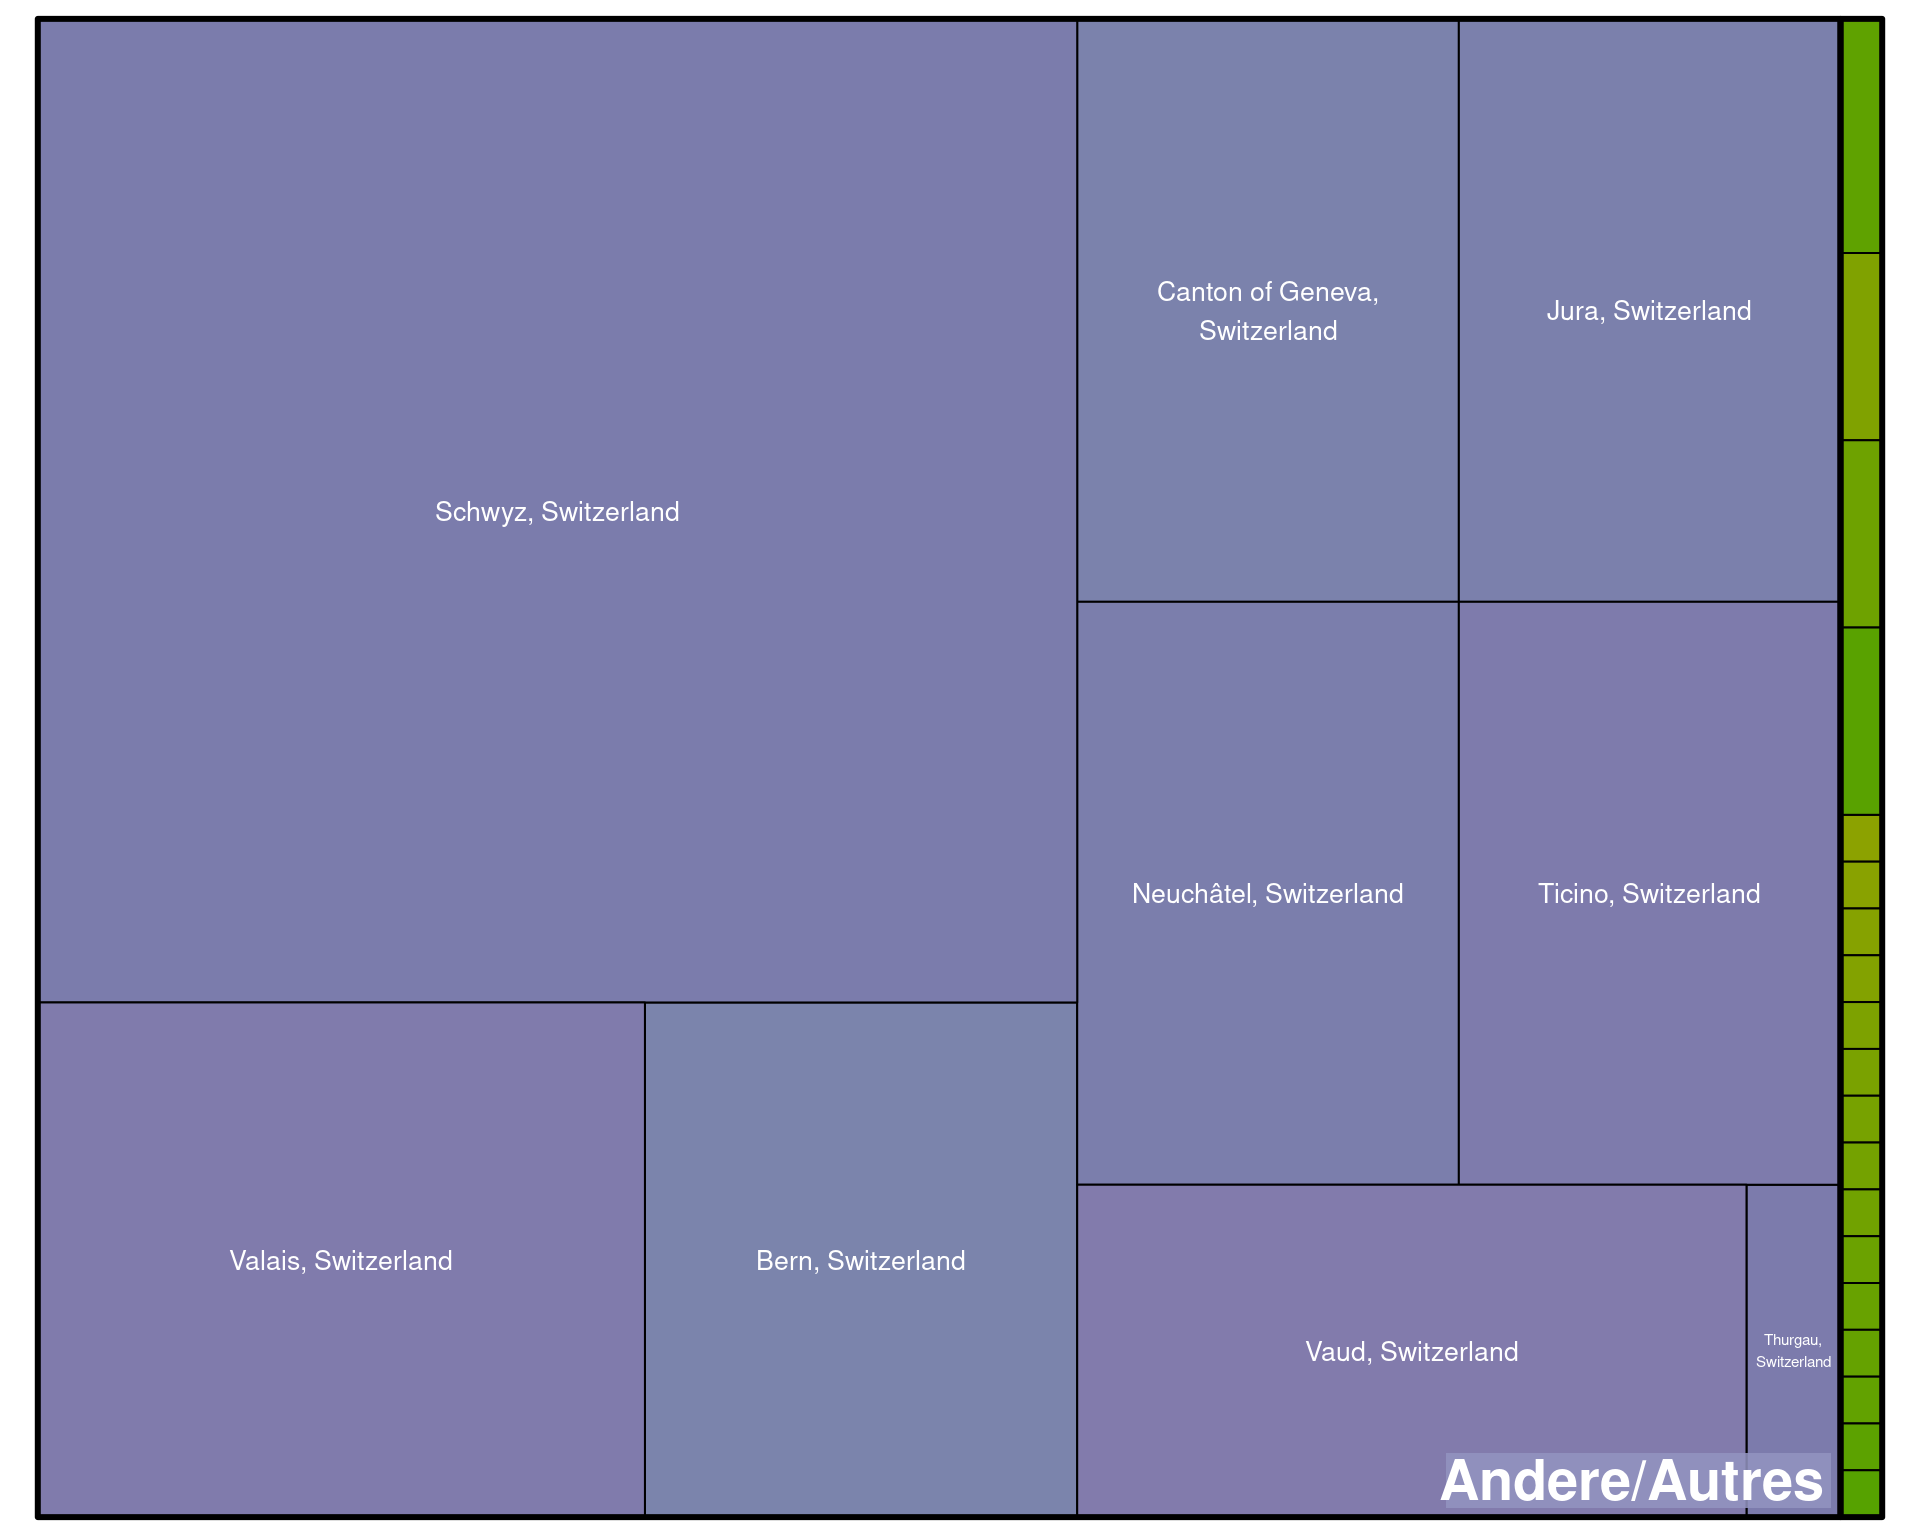 Canton of Geneva,
Switzerland
Jura, Switzerland
Schwyz, Switzerland
Neuchâtel, Switzerland
Ticino, Switzerland
Valais, Switzerland
Bern, Switzerland
Vaud, Switzerland
Thurgau,
Switzerland
Andere/Autres